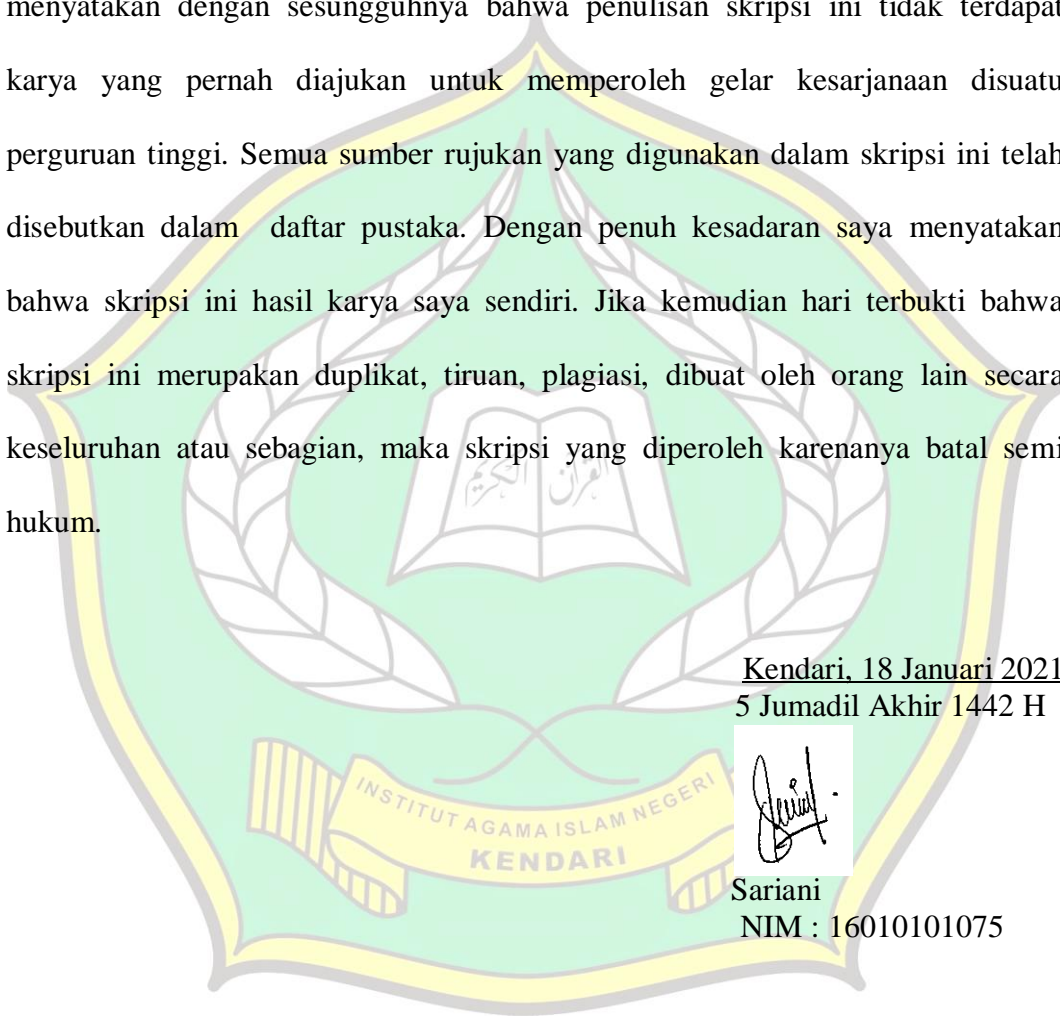 menyatakan dengan sesungguhnya bahwa penulisan skripsi ini tidak terdapat
karya yang pernah diajukan untuk memperoleh gelar kesarjanaan disuatu
perguruan tinggi. Semua sumber rujukan yang digunakan dalam skripsi ini telah
disebutkan dalam daftar pustaka. Dengan penuh kesadaran saya menyatakan
bahwa skripsi ini hasil karya saya sendiri. Jika kemudian hari terbukti bahwa
skripsi ini merupakan duplikat, tiruan, plagiasi, dibuat oleh orang lain secara
keseluruhan atau sebagian, maka skripsi yang diperoleh karenanya batal semi
hukum.
القرآن الكريم
Kendari, 18 Januari 2021
5 Jumadil Akhir 1442 H
INSTITUT AGAMA ISLAM NEGERI
KENDARI
Sariani
NIM : 16010101075